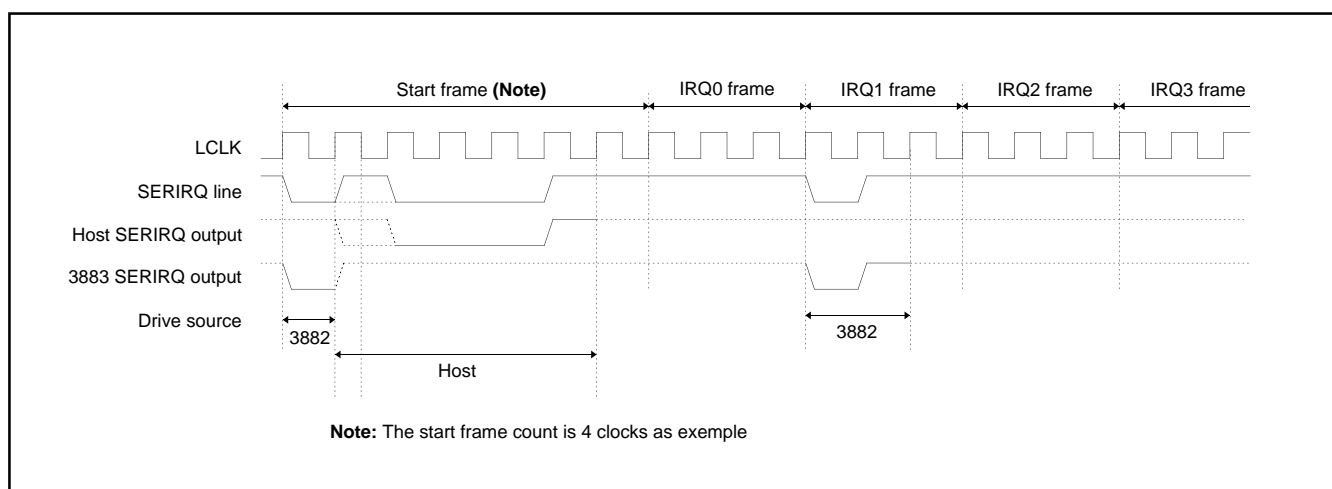 Start frame (Note)
IRQ0 frame
IRQ1 frame
IRQ2 frame
IRQ3 frame
LCLK
SERIRQ line
Host SERIRQ output
3883 SERIRQ output
Drive source
3882
3882
Host
Note: The start frame count is 4 clocks as exemple